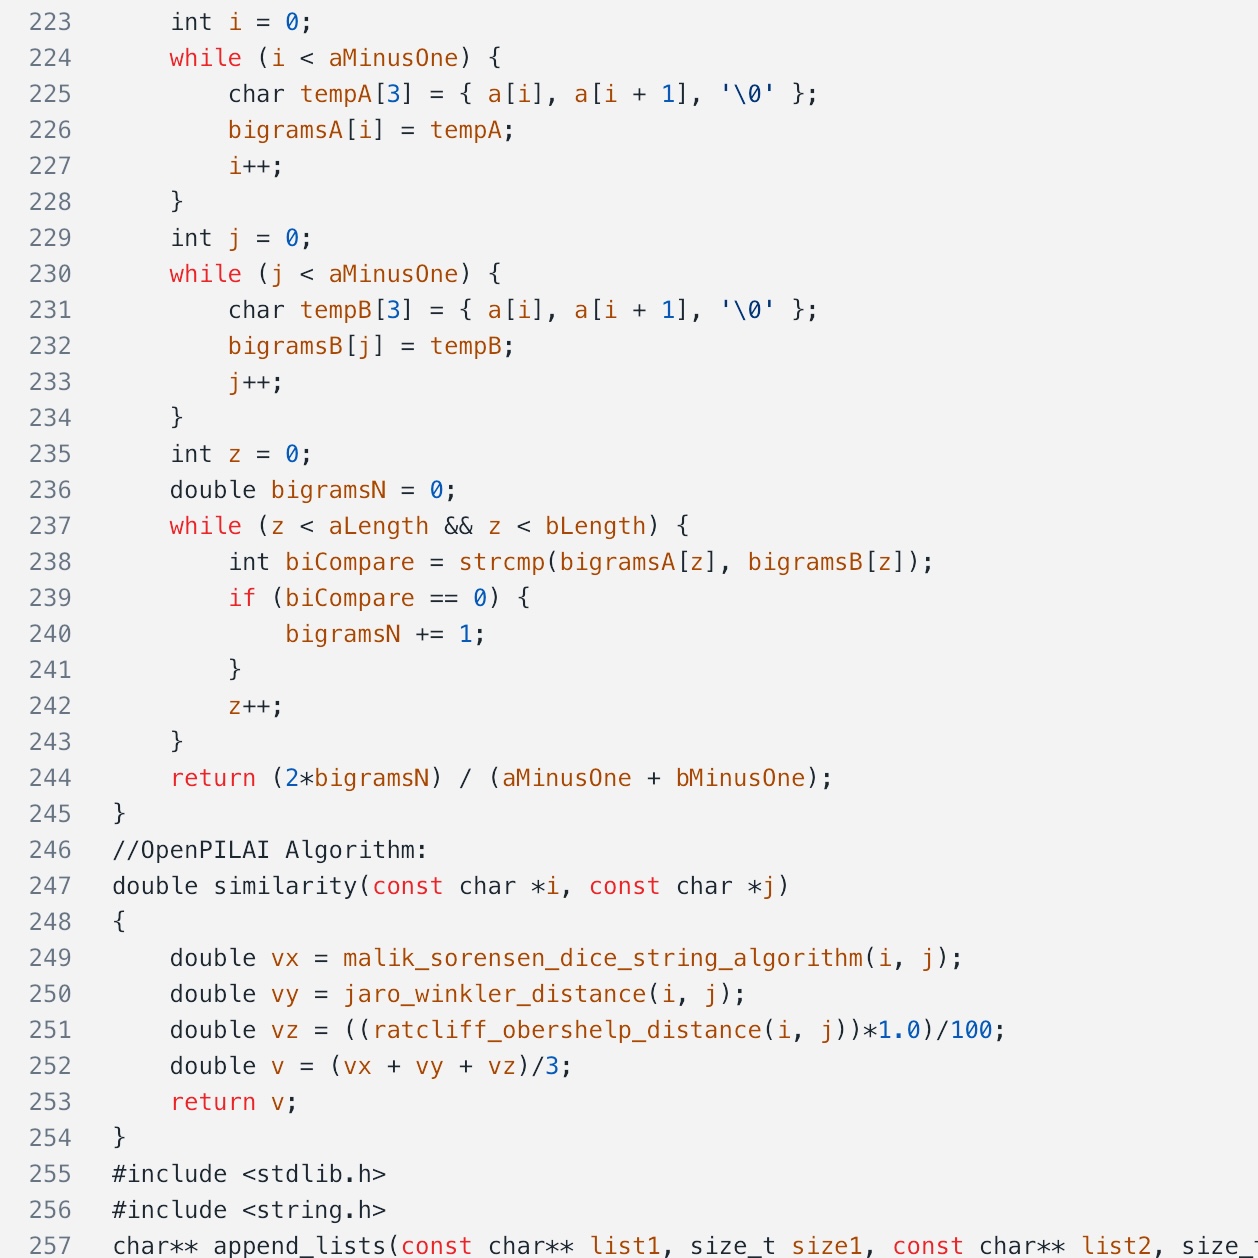 223 int i = 0;
224 while (i < aMinusOne) {
225 char tempA[3] = { a[i], a[i + 1], '\0' };
226 bigramsA[i] = tempA;
227 i++;
228 }
229 int j = 0;
230 while (j < aMinusOne) {
231 char tempB[3] = { a[i], a[i + 1], '\0' };
232 bigramsB[j] = tempB;
233 j++;
234 }
235 int z = 0;
236 double bigramsN = 0;
237 while (z < aLength && z < bLength) {
238 int biCompare = strcmp(bigramsA[z], bigramsB[z]);
239 if (biCompare == 0) {
240 bigramsN += 1;
241 }
242 z++;
243 }
244 return (2*bigramsN) / (aMinusOne + bMinusOne);
245 }
246 //OpenPILAI Algorithm:
247 double similarity(const char *i, const char *j)
248 {
249 double vx = malik_sorensen_dice_string_algorithm(i, j);
250 double vy = jaro_winkler_distance(i, j);
251 double vz = ((ratcliff_obershelp_distance(i, j))*1.0)/100;
252 double v = (vx + vy + vz)/3;
253 return v;
254 }
255 #include <stdlib.h>
256 #include <string.h>
257 char** append_lists(const char** list1, size_t size1, const char** list2, size_